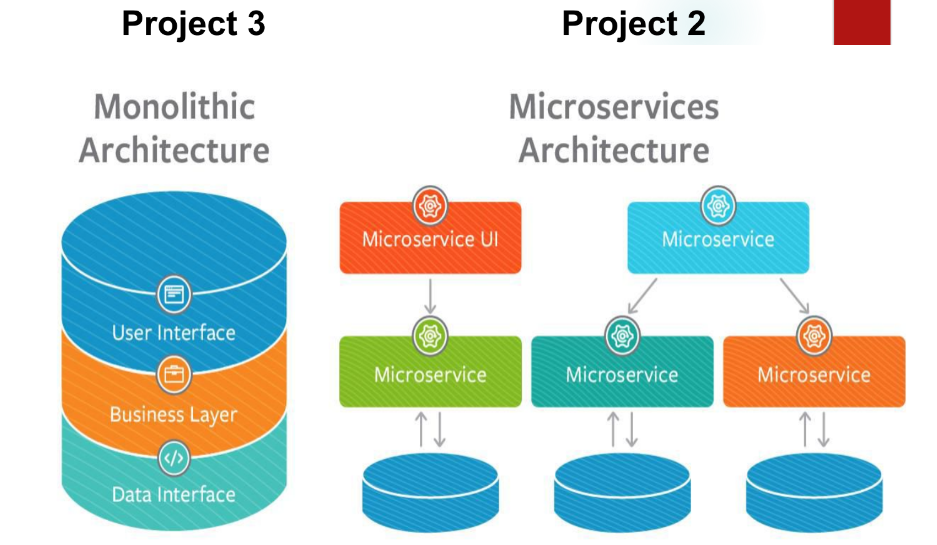 Project 3
Project 2
Monolithic
Architecture
Microservices
Architecture
User Interface
Business Layer
Data Interface
Microservice UI
Microservice
Microservice
Microservice
Microservice